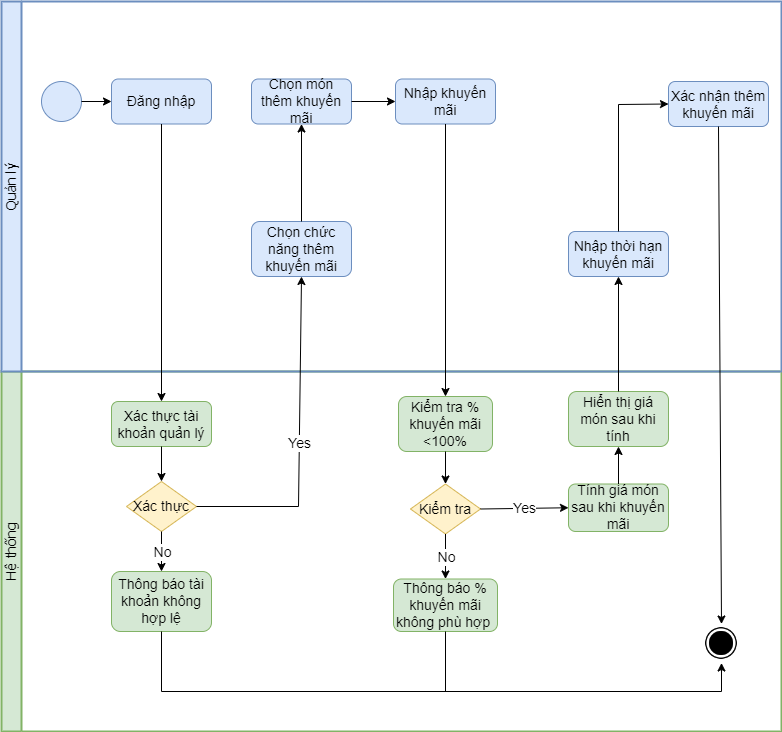 Quản lý
Đăng nhập
Chọn món
thêm khuyến
mãi
Nhập khuyến
mãi
Xác nhận thêm
khuyến mãi
Chọn chức
năng thêm
khuyến mãi
Nhập thời hạn
khuyến mãi
Hệ thống
Xác thực tài
khoản quản lý
Kiểm tra %
khuyến mãi
<100%
Hiển thị giá
món sau khi
tính
Yes
Xác thực
Kiểm tra
Yes
Tính giá món
sau khi khuyến
mãi
No
No
Thông báo tài
khoản không
hợp lệ
Thông báo %
khuyến mãi
không phù hợp